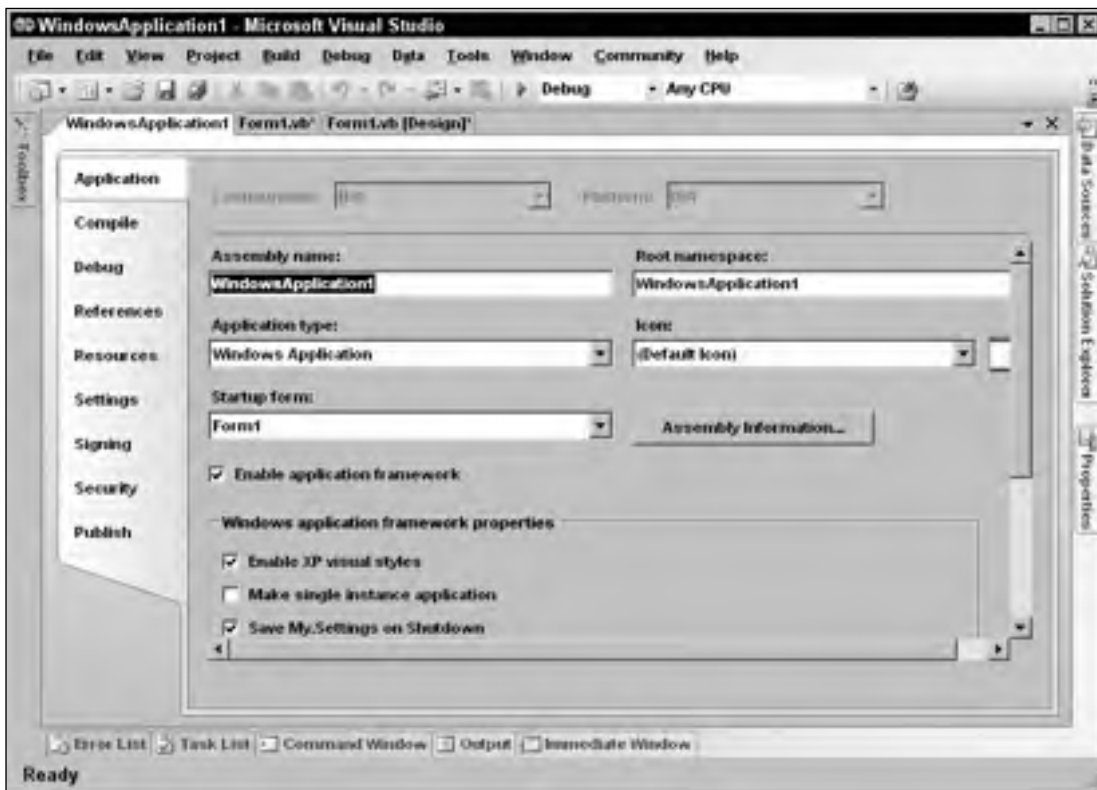 WindowsApplication1 - Microsoft Visual Studio
File Edit View Project Build Debug Data Tools Window Community Help
Debug Any CPU
Toolbox
WindowsApplication1 Form1.vb* Form1.vb [Design]*
Application
Compile
Debug
References
Resources
Settings
Signing
Security
Publish
Assembly name: Root namespace:
WindowsApplication1 WindowsApplication1
Application type: Icon:
Windows Application (Default Icon)
Startup form:
Form1 Assembly Information...
Enable application framework
Windows application framework properties
Enable XP visual styles
Make single instance application
Save My.Settings on Shutdown
Data Sources
Solution Explorer
Properties
Error List Task List Command Window Output Immediate Window
Ready